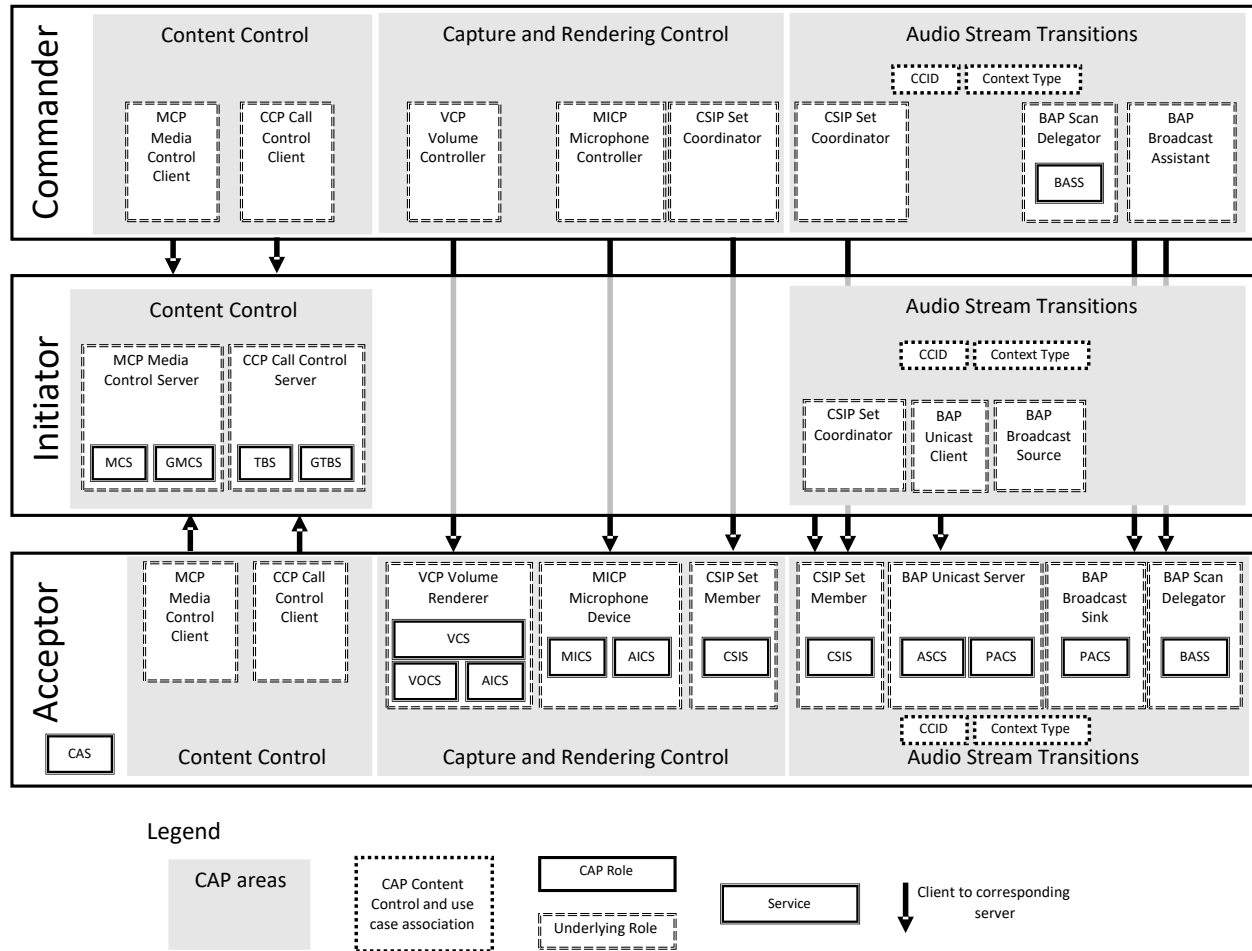 Commander
Content Control
MCP
Media
Control
Client
CCP Call
Control
Client
Capture and Rendering Control
VCP
Volume
Controller
MICP
Microphone
Controller
CSIP Set
Coordinator
Audio Stream Transitions
CCID
Context Type
CSIP Set
Coordinator
BAP Scan
Delegator
BASS
BAP
Broadcast
Assistant
Initiator
Content Control
MCP Media
Control Server
MCS
GMCS
CCP Call Control
Server
TBS
GTBS
Audio Stream Transitions
CCID
Context Type
CSIP Set
Coordinator
BAP
Unicast
Client
BAP
Broadcast
Source
Acceptor
CAS
MCP
Media
Control
Client
CCP Call
Control
Client
Content Control
VCP Volume
Renderer
VCS
VOCS
AICS
MICP
Microphone
Device
MICS
AICS
CSIP Set
Member
CSIS
Capture and Rendering Control
CSIP Set
Member
CSIS
BAP Unicast Server
ASCS
PACS
BAP
Broadcast
Sink
PACS
BAP Scan
Delegator
BASS
CCID
Context Type
Audio Stream Transitions
Legend
CAP areas
CAP Content
Control and use
case association
CAP Role
Underlying Role
Service
Client to corresponding
server